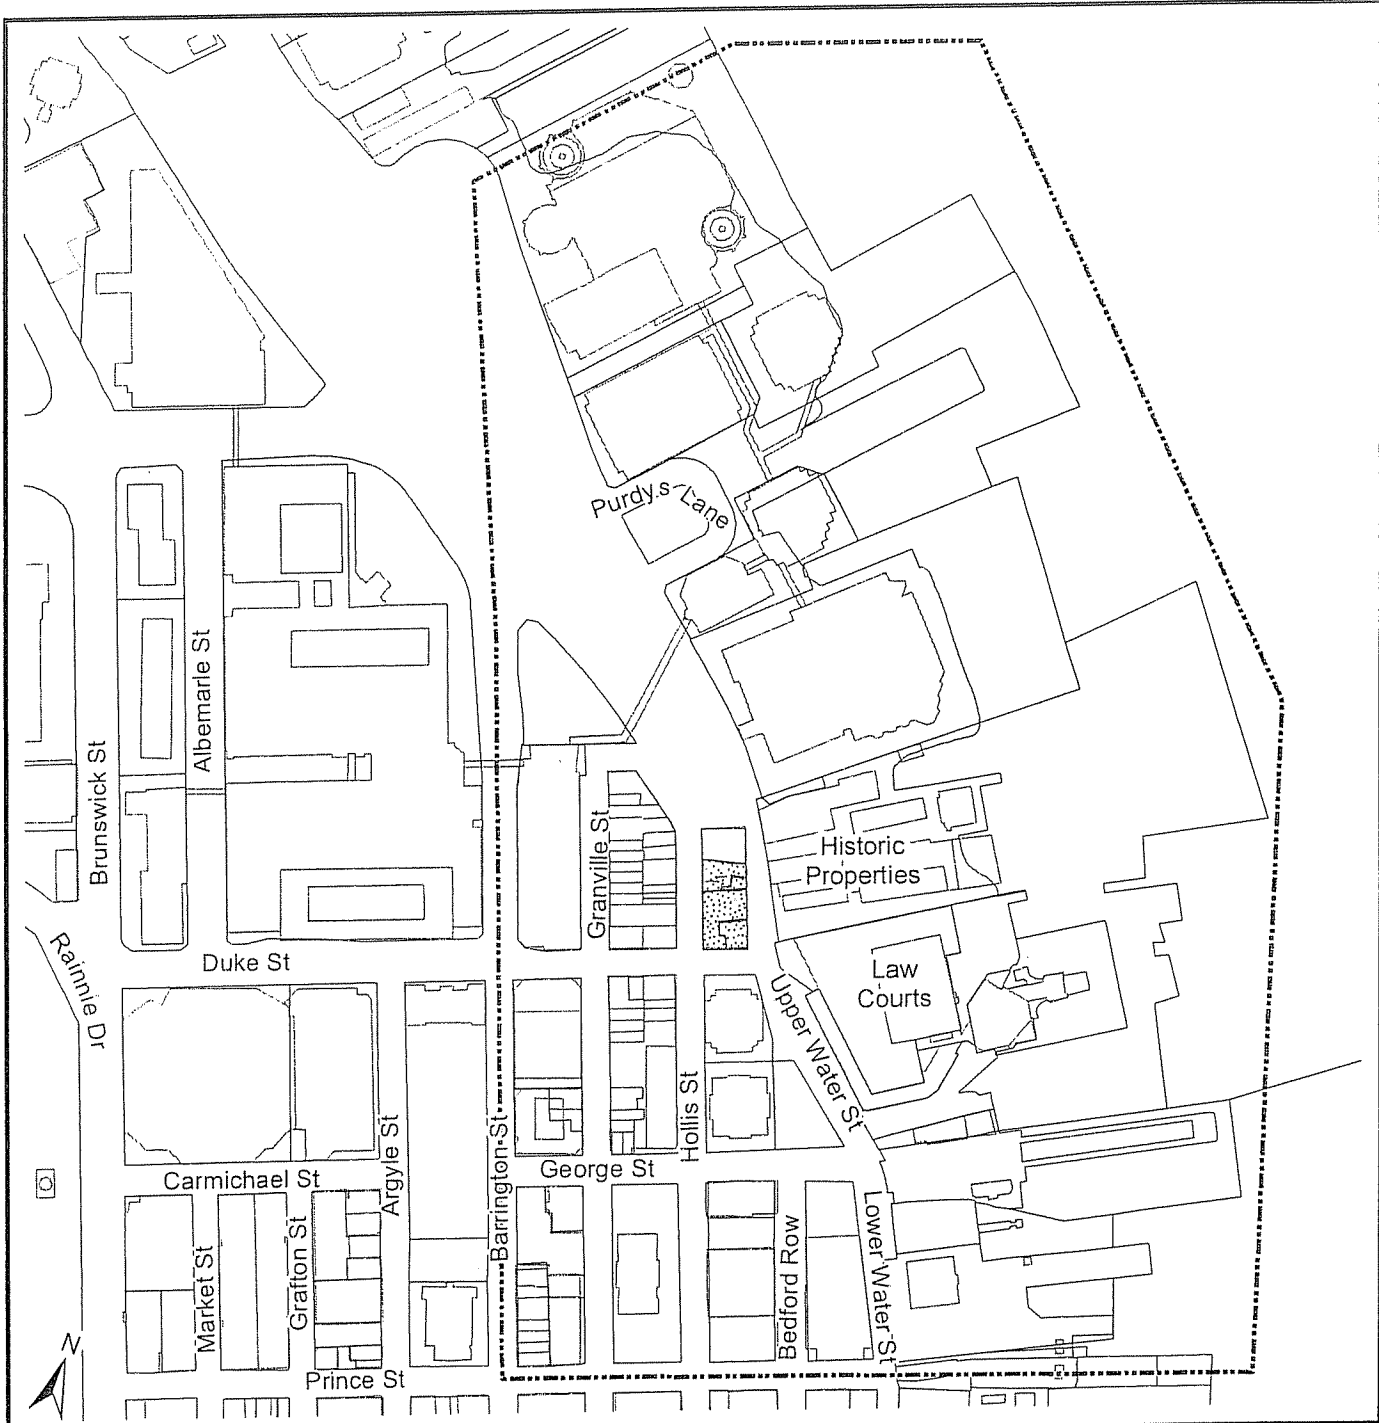 Purdy.s
Lane
Albemarle St
Brunswick St
Granville St
Historic
Properties
Rainnie Dr
Duke St
Law
Courts
Upper Water St
Hollis St
Argyle St
Barrington St
George St
Carmichael St
Market St
Grafton St
Bedford Row
Lower Water St
Prince St
N